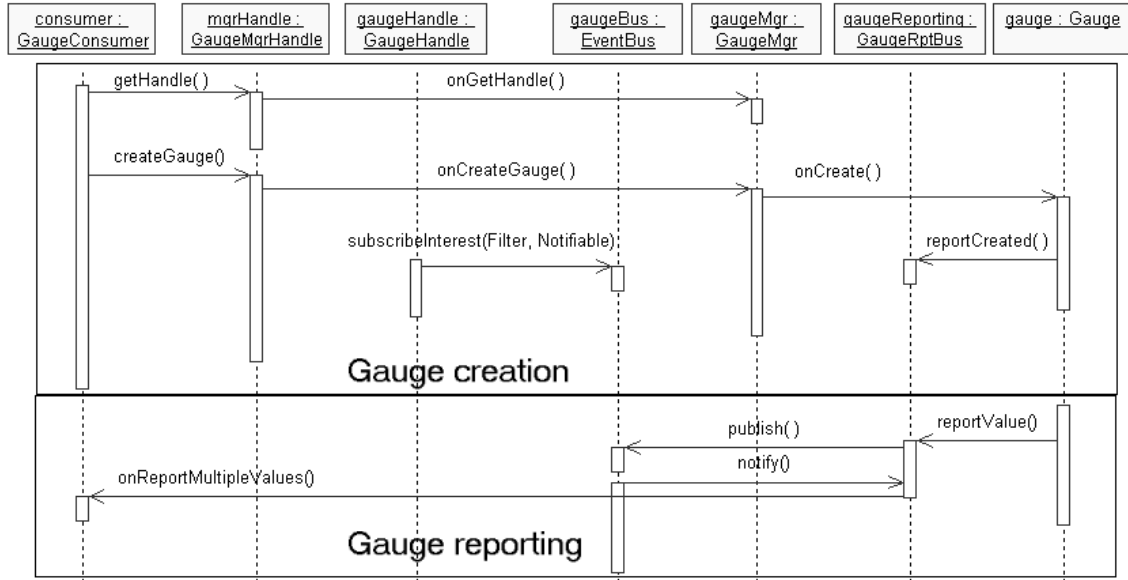 consumer :
GaugeConsumer
mgrHandle :
GaugeMgrHandle
gaugeHandle :
GaugeHandle
gaugeBus :
EventBus
gaugeMgr :
GaugeMgr
gaugeReporting :
GaugeRptBus
gauge : Gauge
getHandle( )
onGetHandle( )
createGauge()
onCreateGauge( )
onCreate( )
subscribeInterest(Filter, Notifiable)
reportCreated( )
Gauge creation
reportValue()
publish( )
notify()
onReportMultipleValues()
Gauge reporting